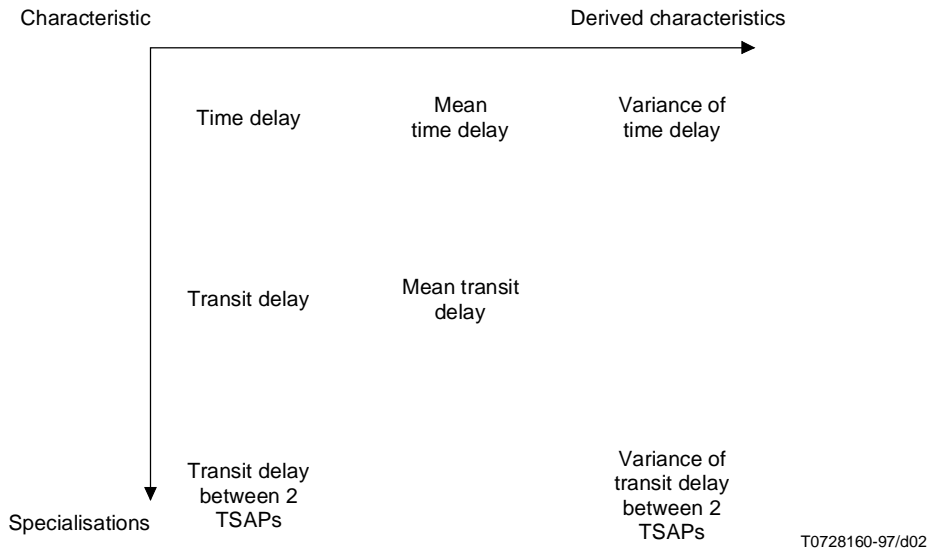 Characteristic
Derived characteristics
Time delay
Mean
time delay
Variance of
time delay
Transit delay
Mean transit
delay
Transit delay
between 2
TSAPs
Variance of
transit delay
between 2
TSAPs
Specialisations
T0728160-97/d02